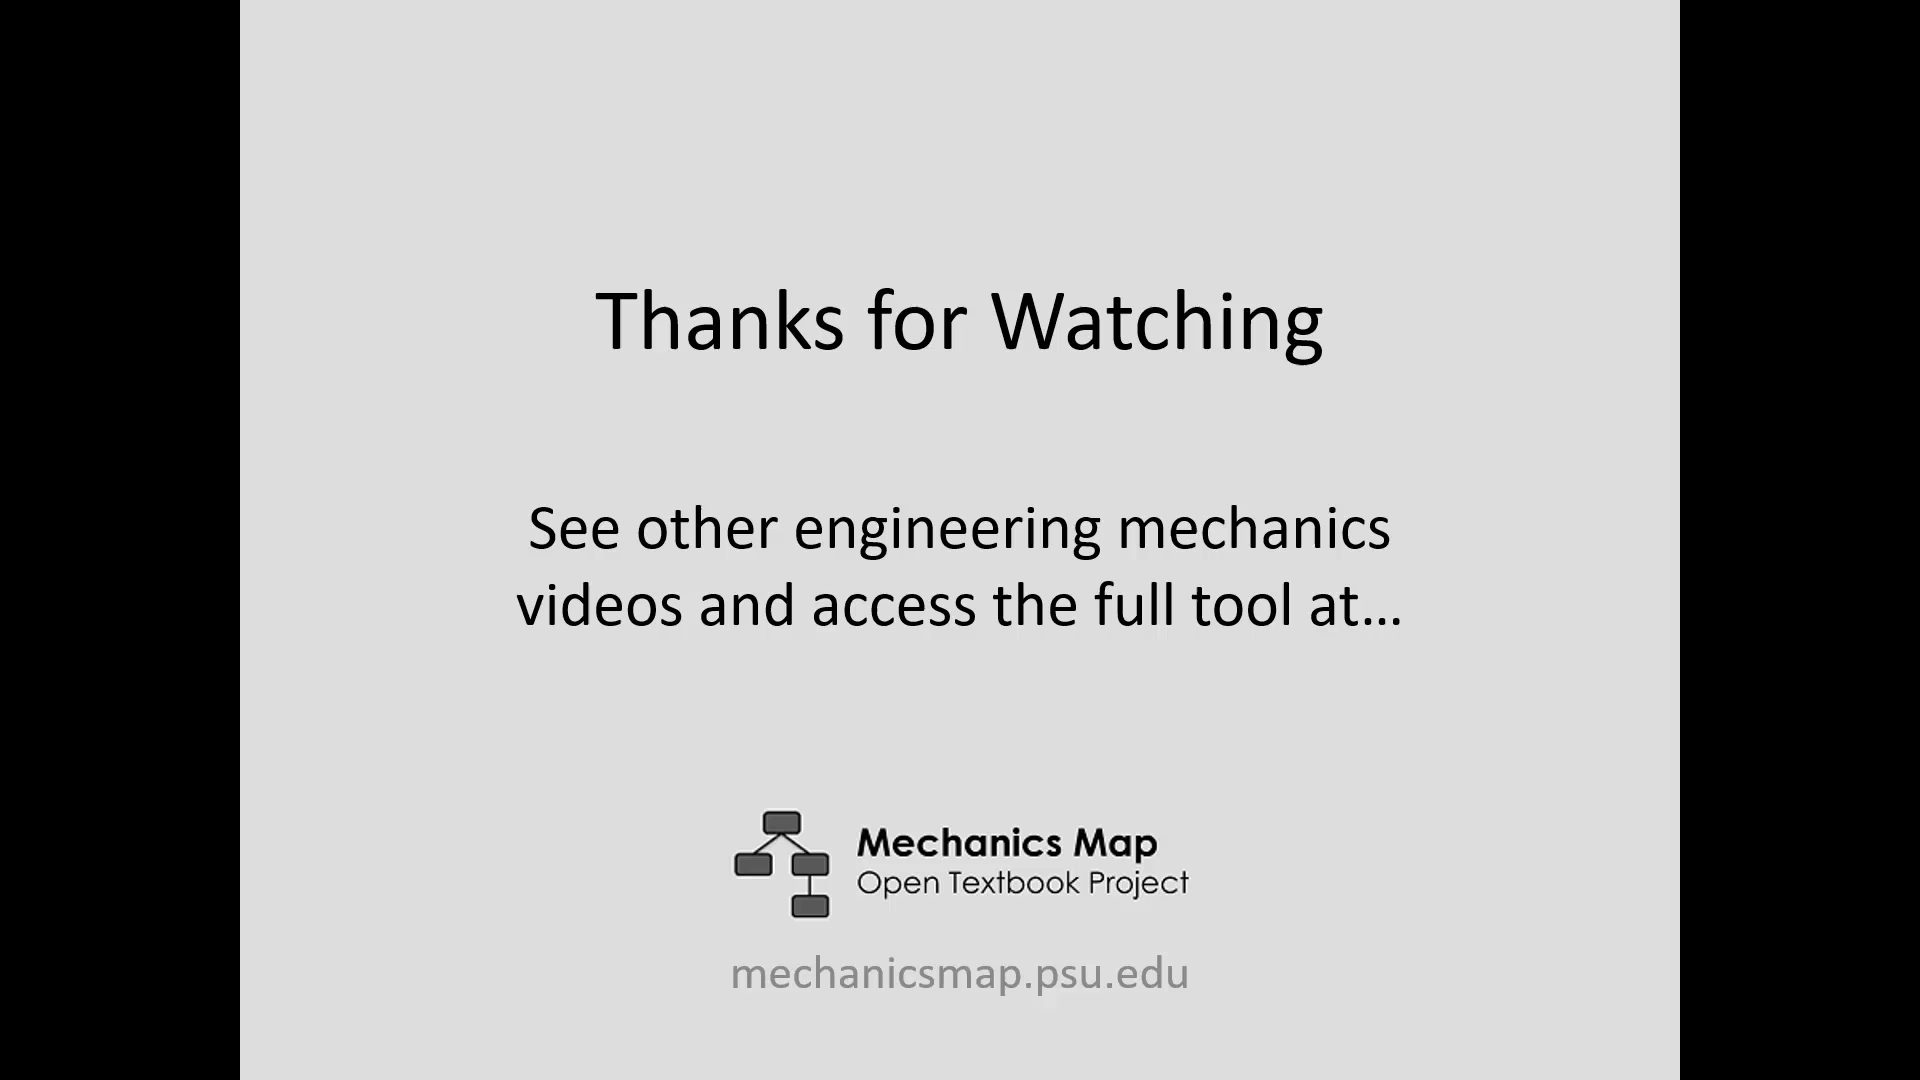 Thanks for Watching
See other engineering mechanics
videos and access the full tool at...
Mechanics Map
Open Textbook Project
mechanicsmap.psu.edu